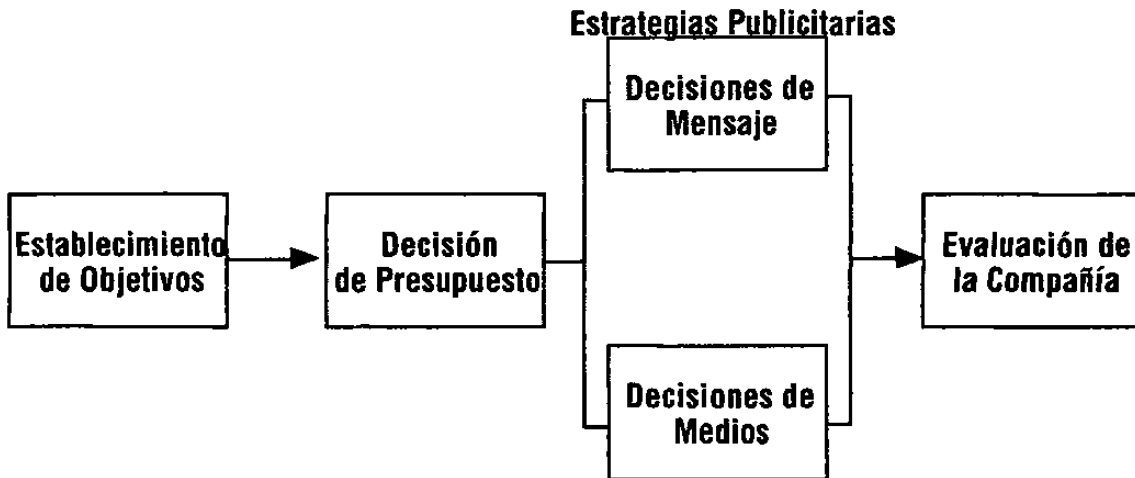 Estrategias Publicitarias
Decisiones de
Mensaje
Establecimiento
de Objetivos
Decisión
de Presupuesto
Evaluación de
la Compañía
Decisiones de
Medios